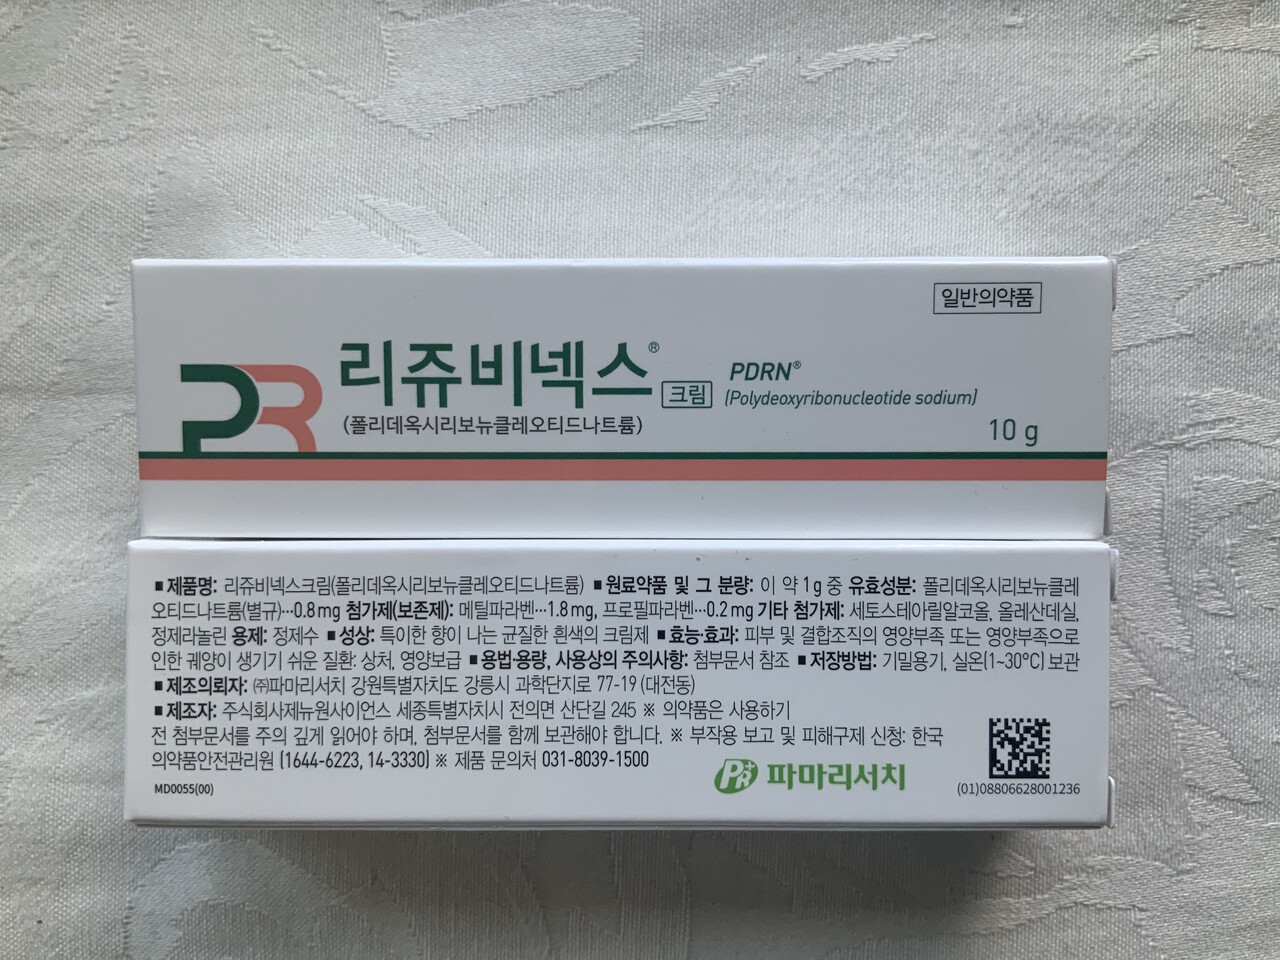 일반의약품
PR
리쥬비넥스®
크림
PDRN®
(Polydeoxyribonucleotide sodium)
(폴리데옥시리보뉴클레오티드나트륨)
10 g
■ 제품명: 리쥬비넥스크림(폴리데옥시리보뉴클레오티드나트륨) ■ 원료약품 및 그 분량: 이 약 1g 중 유효성분: 폴리데옥시리보뉴클레
오티드나트륨(별규)···0.8mg 첨가제(보존제): 메틸파라벤···1.8mg, 프로필파라벤···0.2mg 기타 첨가제: 세토스테아릴알코올, 올레산데실,
정제라놀린 용제: 정제수 ■ 성상: 특이한 향이 나는 균질한 흰색의 크림제 ■ 효능·효과: 피부 및 결합조직의 영양부족 또는 영양부족으로
인한 궤양이 생기기 쉬운 질환: 상처, 영양보급 ■ 용법·용량, 사용상의 주의사항: 첨부문서 참조 ■ 저장방법: 기밀용기, 실온(1~30℃) 보관
■ 제조의뢰자: ㈜파마리서치 강원특별자치도 강릉시 과학단지로 77-19 (대전동)
■ 제조자: 주식회사제뉴원사이언스 세종특별자치시 전의면 산단길 245 ※ 의약품은 사용하기
전 첨부문서를 주의 깊게 읽어야 하며, 첨부문서를 함께 보관해야 합니다. ※ 부작용 보고 및 피해구제 신청: 한국
의약품안전관리원 (1644-6223, 14-3330) ※ 제품 문의처 031-8039-1500
MD0055(00)
PR 파마리서치
(01)08806628001236